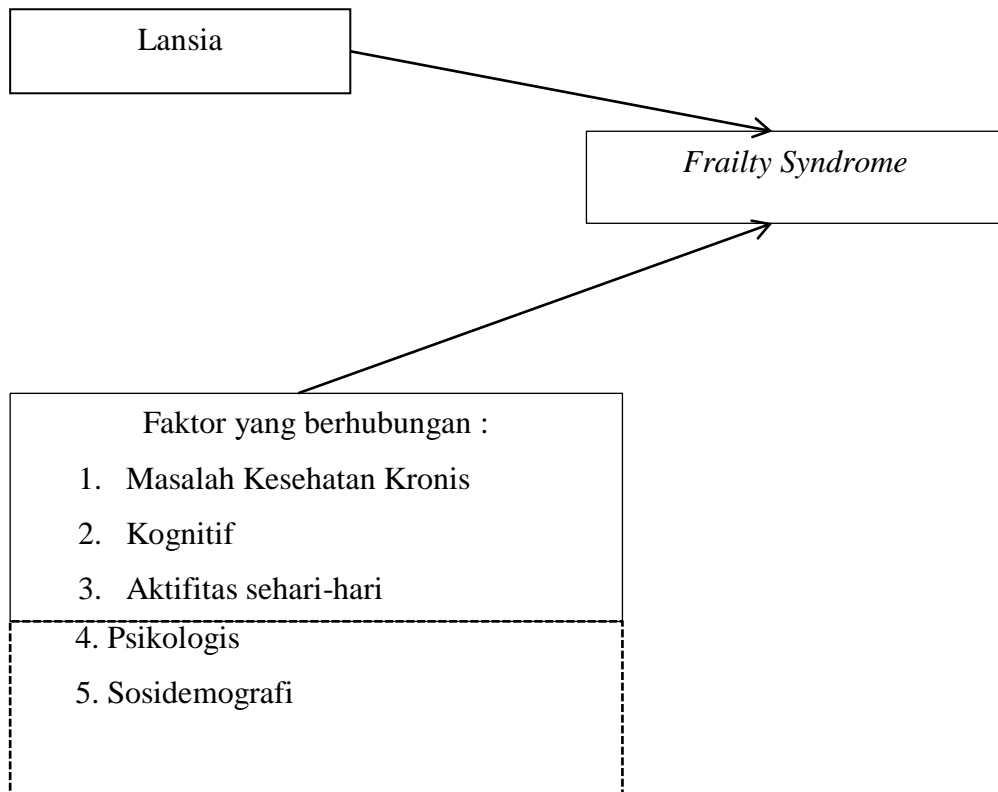 Lansia
Frailty Syndrome
Faktor yang berhubungan :
1. Masalah Kesehatan Kronis
2. Kognitif
3. Aktifitas sehari-hari
4. Psikologis
5. Sosidemografi